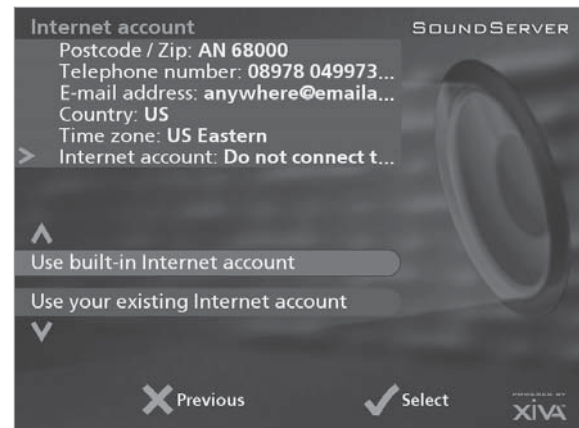 Internet account
SOUNDSERVER
Postcode / Zip: AN 68000
Telephone number: 08978 049973...
E-mail address: anywhere@emaila...
Country: US
Time zone: US Eastern
> Internet account: Do not connect t...
Use built-in Internet account
Use your existing Internet account
Previous
Select
POWERED BY
XIVA